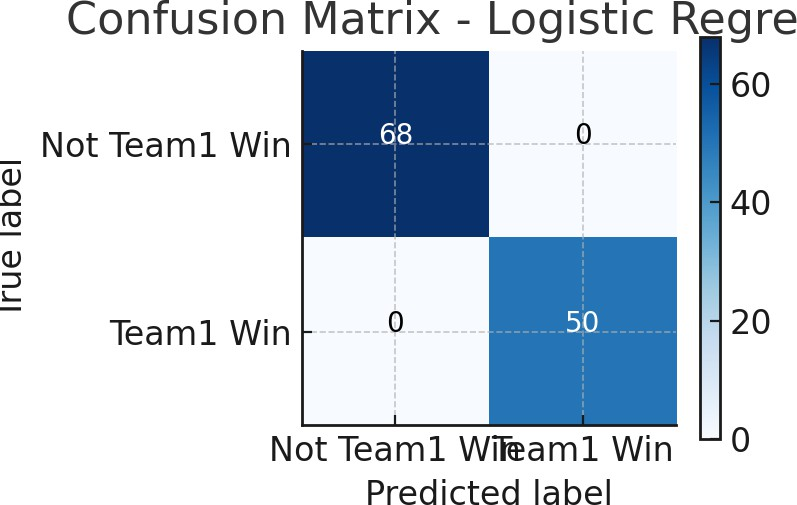 Confusion Matrix - Logistic Regre
60
Not Team1 Win
68
0
True label
40
Team1 Win
0
50
20
0
Not Team1 Win
Team1 Win
Predicted label